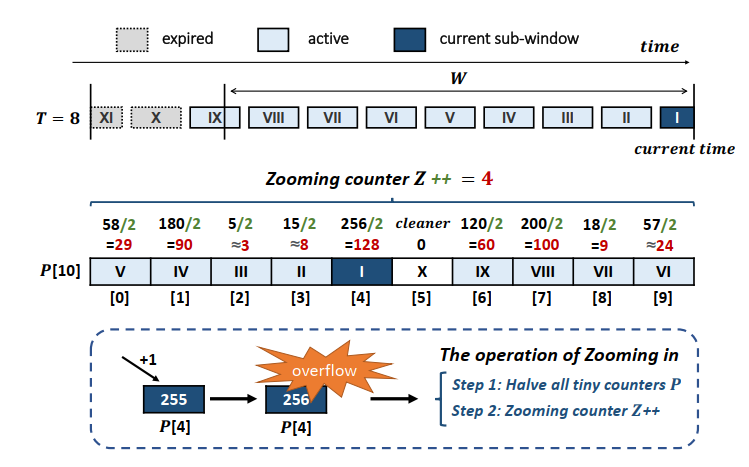 expired active current sub-window
time
W
T = 8 XI X IX VIII VII VI V IV III II I
current time
Zooming counter Z ++ = 4
58/2 180/2 5/2 15/2 256/2 cleaner 120/2 200/2 18/2 57/2
=29 =90 ≈3 ≈8 =128 0 =60 =100 =9 ≈24
P[10] V IV III II I X IX VIII VII VI
[0] [1] [2] [3] [4] [5] [6] [7] [8] [9]
The operation of Zooming in
+1
overflow
Step 1: Halve all tiny counters P
255 256
Step 2: Zooming counter Z++
P[4] P[4]